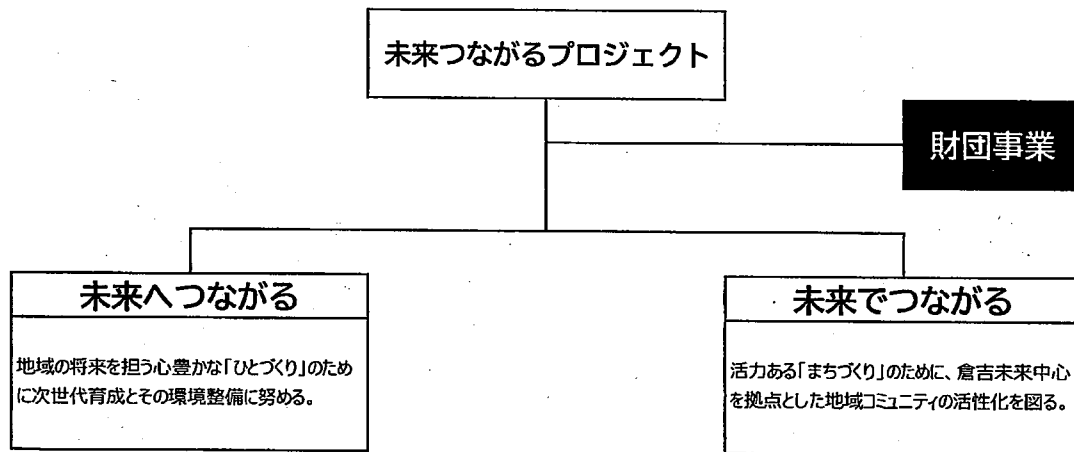 未来つながるプロジェクト
財団事業
未来へつながる
地域の将来を担う心豊かな「ひとづくり」のため
に次世代育成とその環境整備に努める。
未来でつながる
活力ある「まちづくり」のために、倉吉未来中心
を拠点とした地域コミュニティの活性化を図る。